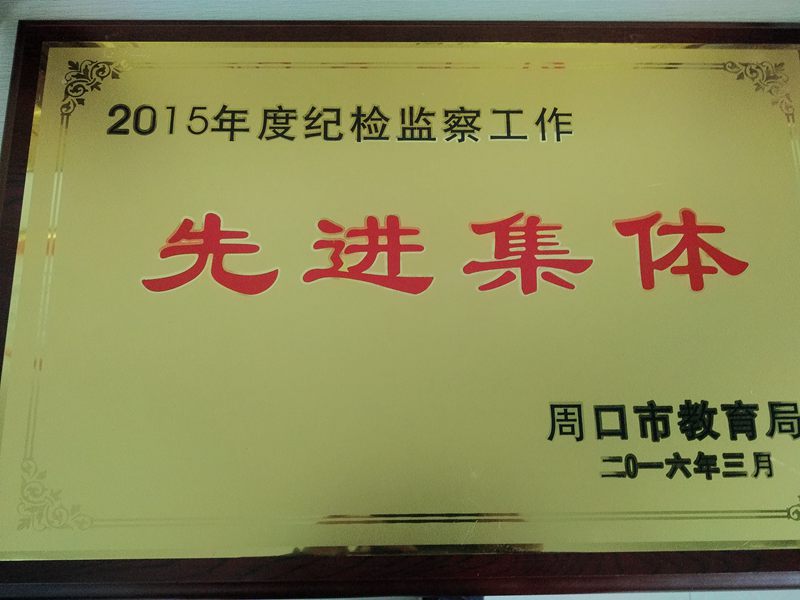 2015年度纪检监察工作
先进集体
周口市教育局
二0一六年三月